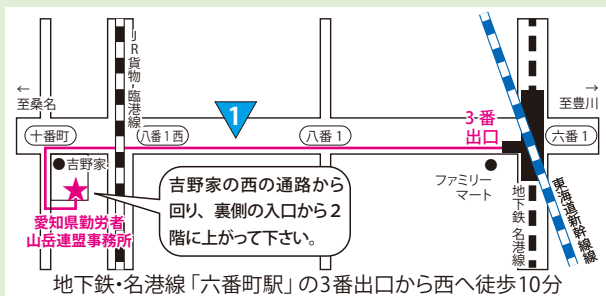 JR貨物・臨港線
←
至桑名
→
至豊川
1
3番
出口
十番町
八番1西
八番1
六番1
吉野家
ファミリー
マート
愛知県勤労者
山岳連盟事務所
吉野家の西の通路から
回り、裏側の入口から2
階に上がって下さい。
地下鉄 名港線
東海道新幹線線
地下鉄・名港線「六番町駅」の3番出口から西へ徒歩10分